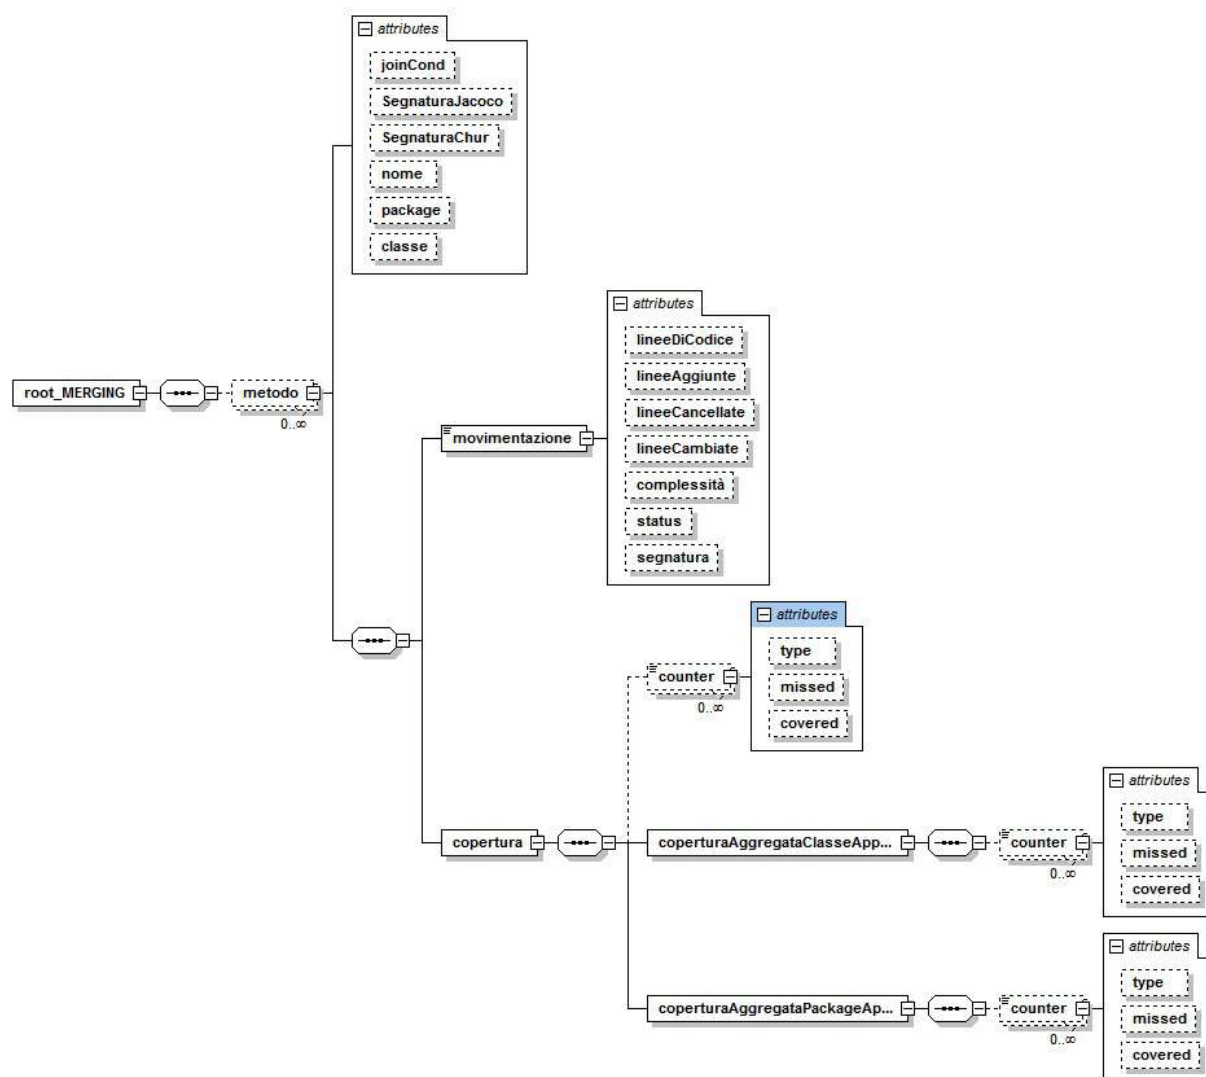 attributes
joinCond
SegnaturaJacoco
SegnaturaChur
nome
package
classe
root_MERGING
metodo
0..∞
attributes
lineeDiCodice
lineeAggiunte
lineeCancellate
lineeCambiate
complessità
status
segnatura
movimentazione
attributes
type
missed
covered
counter
0..∞
copertura
coperturaAggregataClasseApp...
counter
0..∞
attributes
type
missed
covered
coperturaAggregataPackageAp...
counter
0..∞
attributes
type
missed
covered